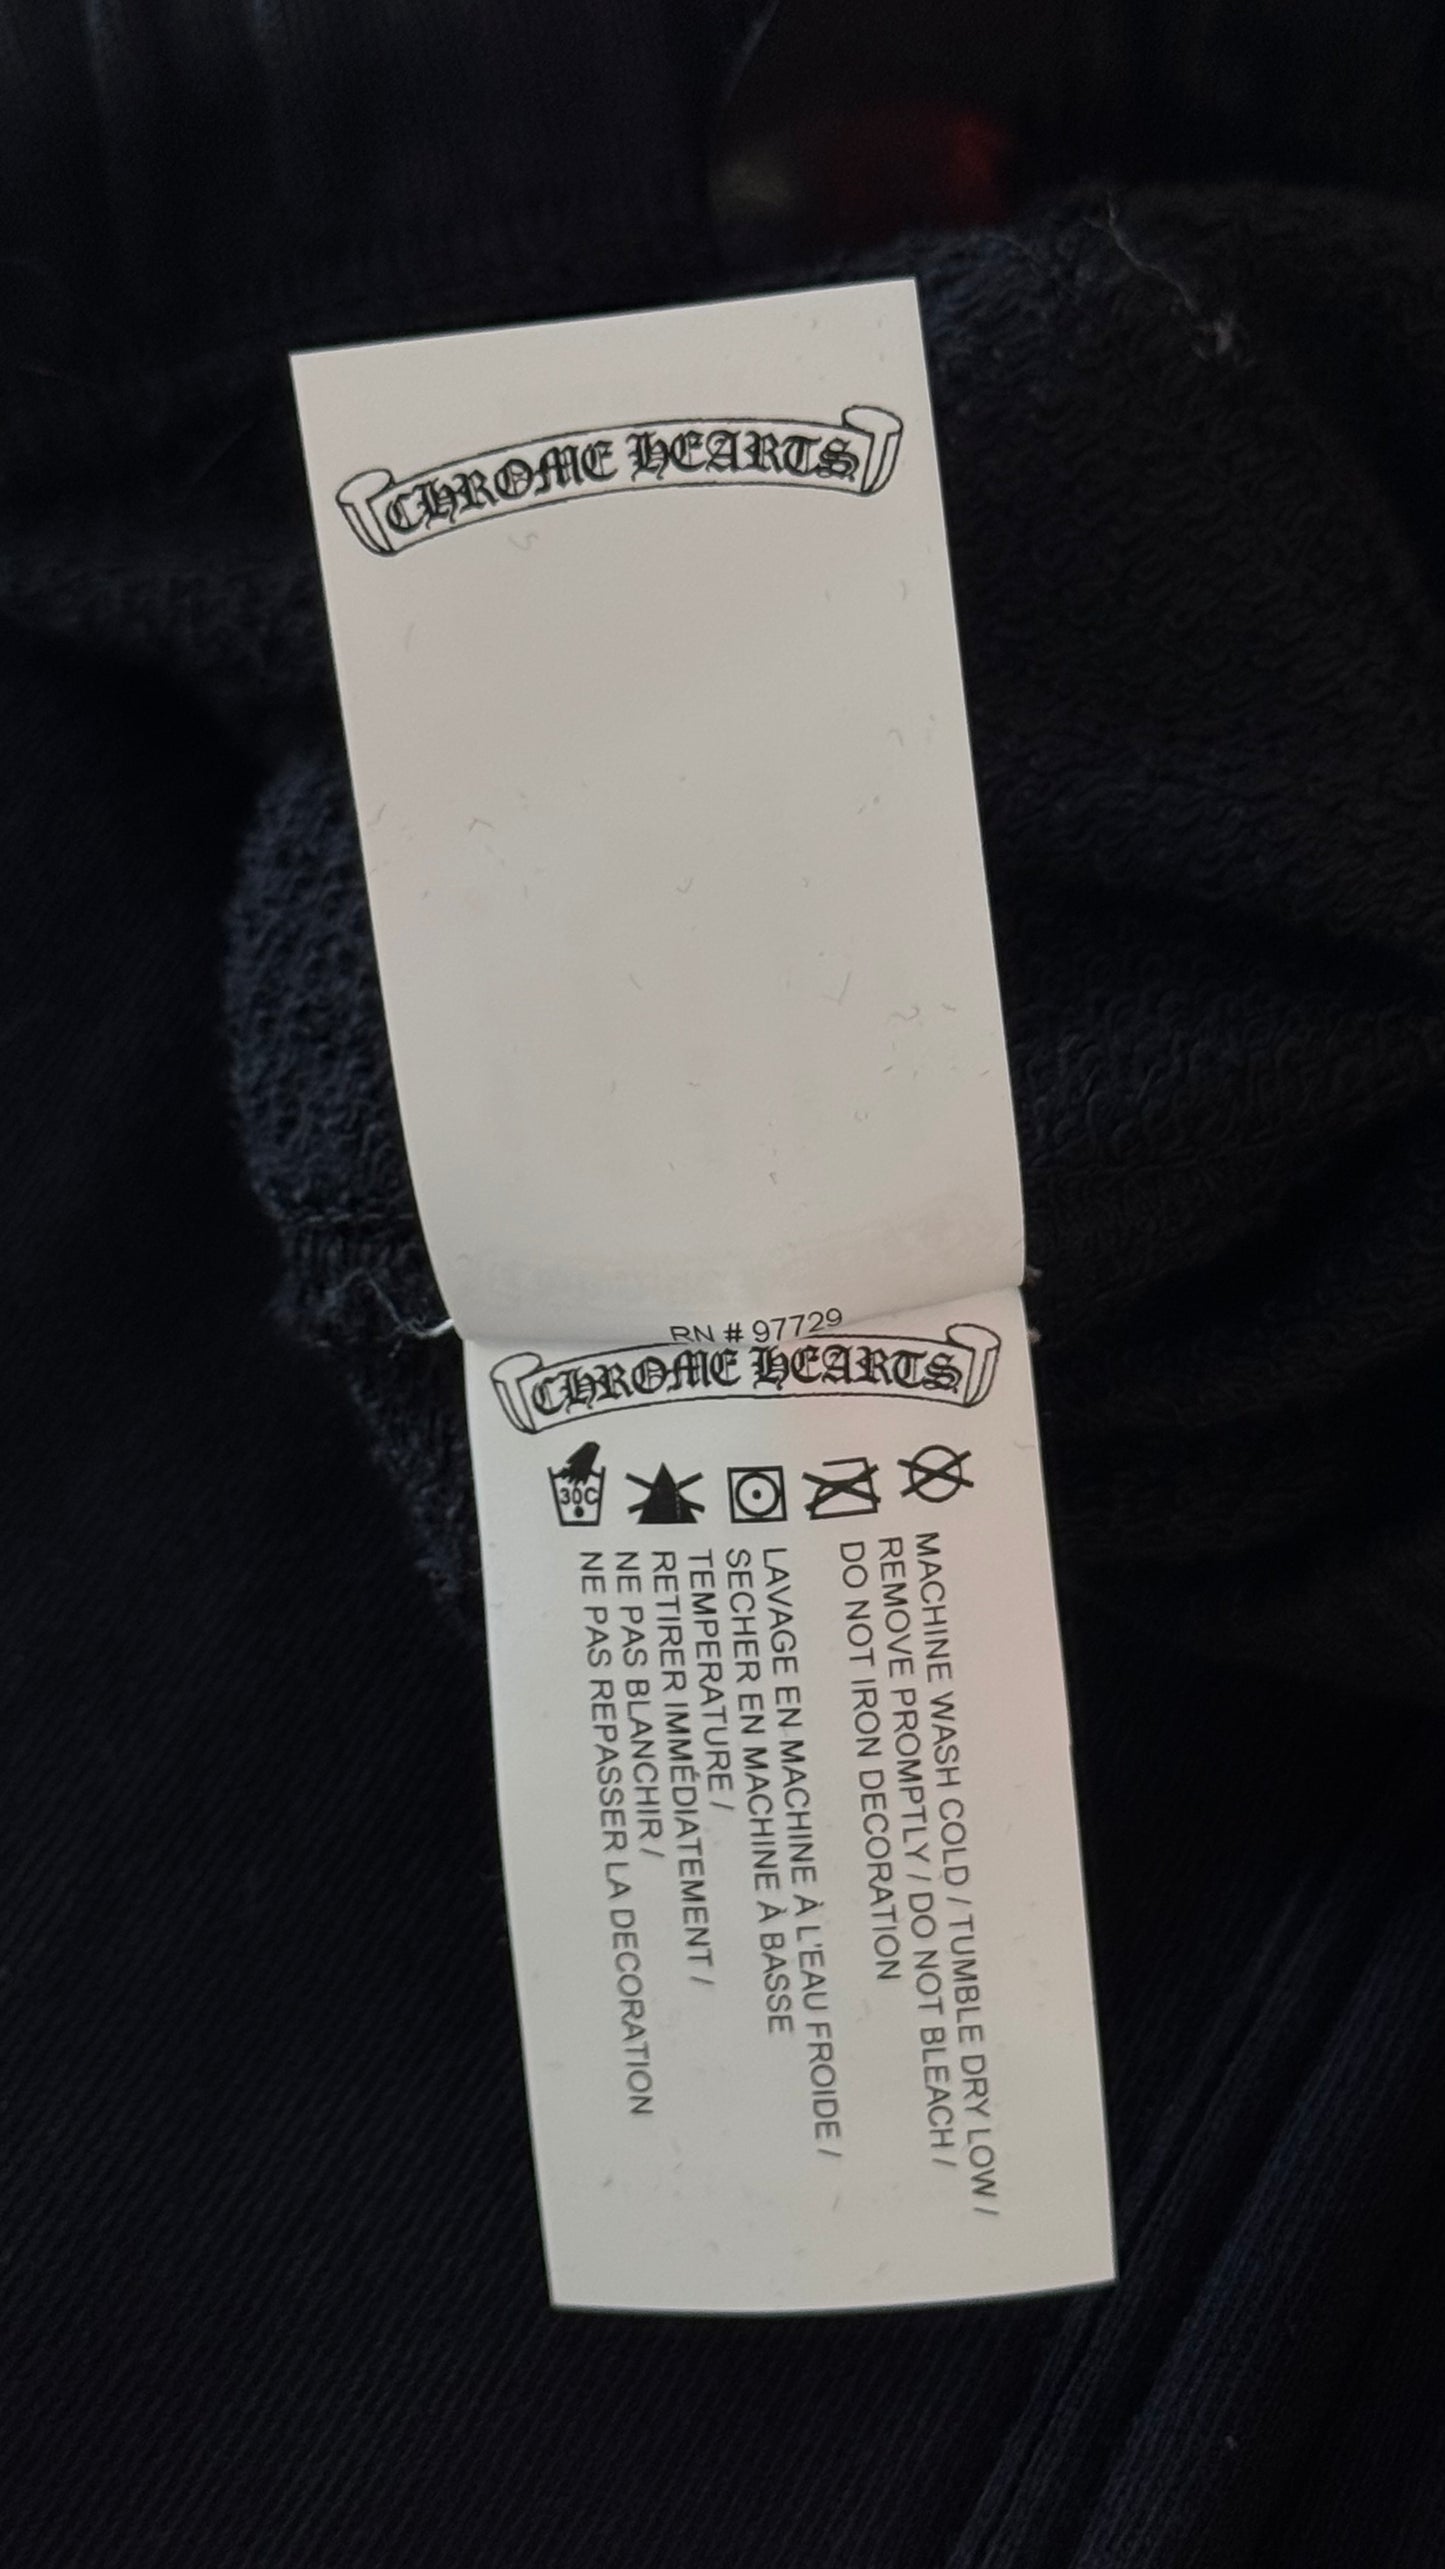 CHROME HEARTS
RN # 97729
CHROME HEARTS
30C
MACHINE WASH COLD / TUMBLE DRY LOW /
REMOVE PROMPTLY / DO NOT BLEACH /
DO NOT IRON DECORATION
LAVAGE EN MACHINE À L'EAU FROIDE /
SECHER EN MACHINE À BASSE
TEMPERATURE /
RETIRER IMMÉDIATEMENT /
NE PAS BLANCHIR /
NE PAS REPASSER LA DECORATION